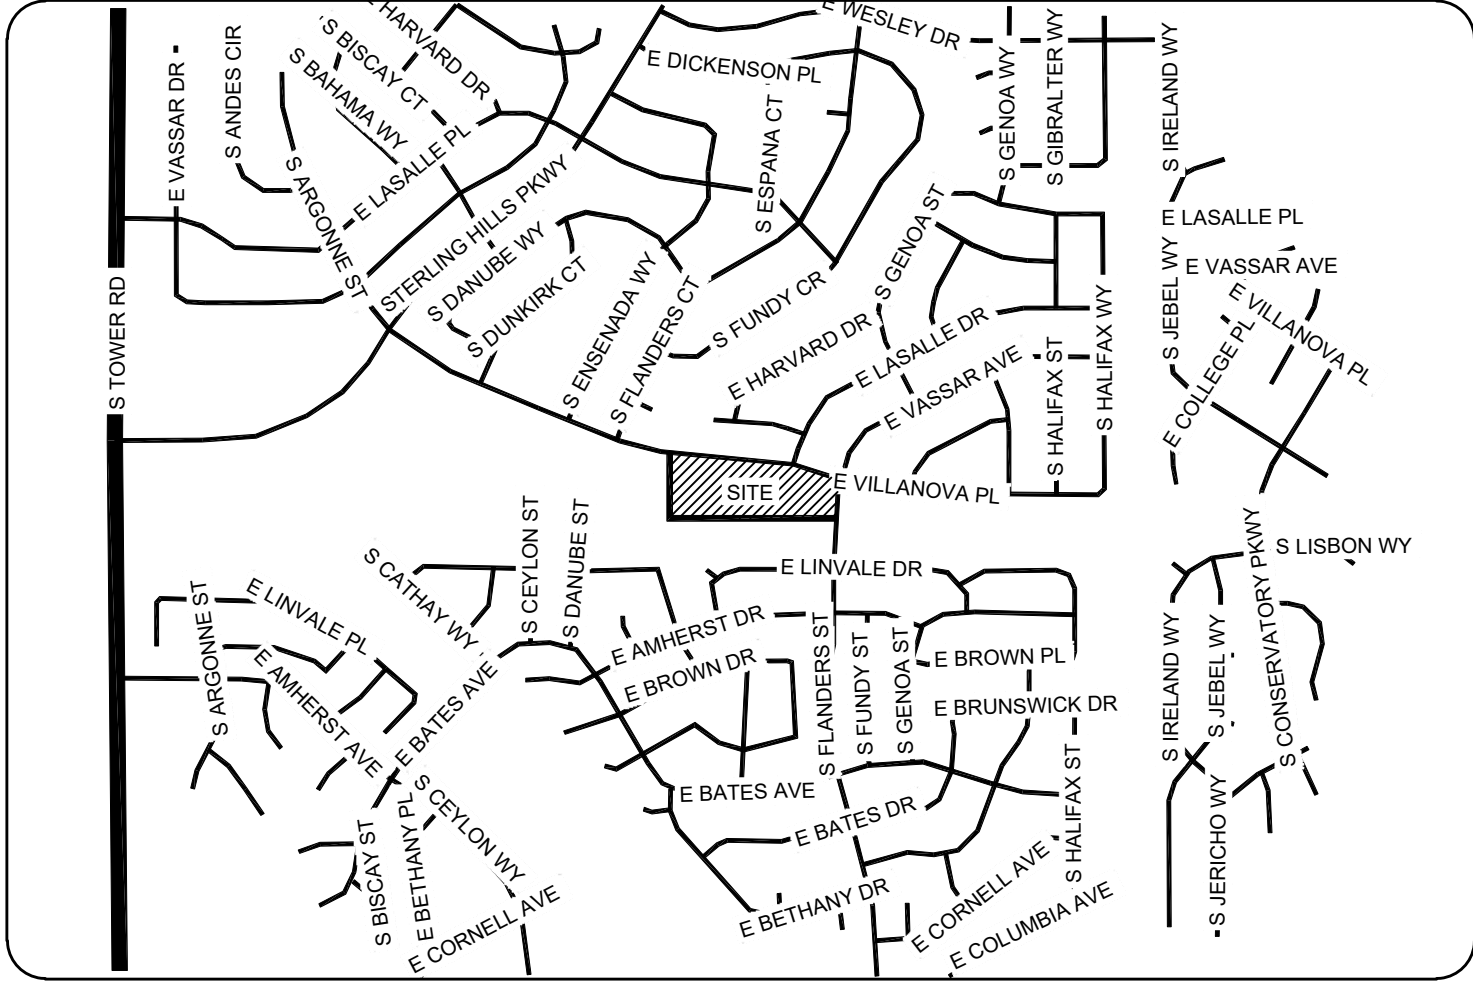 E HARVARD DR
E WESLEY DR
S BISCAY CT
S BAHAMA WY
S ANDES CIR
E VASSAR DR
E DICKENSON PL
S GENOA WY
S GIBRALTER WY
S IRELAND WY
S ESPANA CT
E LASALLE PL
S ARGONNE ST
STERLING HILLS PKWY
S GENOA ST
E LASALLE PL
S DANUBE WY
S DUNKIRK CT
S ENSENADA WY
S FLANDERS CT
S FUNDY CR
S JEBEL WY
E VASSAR AVE
E VILLANOVA PL
S TOWER RD
E HARVARD DR
E LASALLE DR
E VASSAR AVE
S HALIFAX ST
S HALIFAX WY
E COLLEGE PL
SITE
E VILLANOVA PL
S CEYLON ST
S DANUBE ST
S CONSERVATORY PKWY
S LISBON WY
S CATHAY WY
E LINVALE DR
S ARGONNE ST
E LINVALE PL
E AMHERST DR
E AMHERST AVE
E BATES AVE
E BROWN DR
S FLANDERS ST
S FUNDY ST
S GENOA ST
E BROWN PL
E BRUNSWICK DR
S IRELAND WY
S JEBEL WY
E BATES AVE
E BATES DR
S HALIFAX ST
S JERICHO WY
S BISCAY ST
E BETHANY PL
S CEYLON WY
E CORNELL AVE
E BETHANY DR
E CORNELL AVE
E COLUMBIA AVE